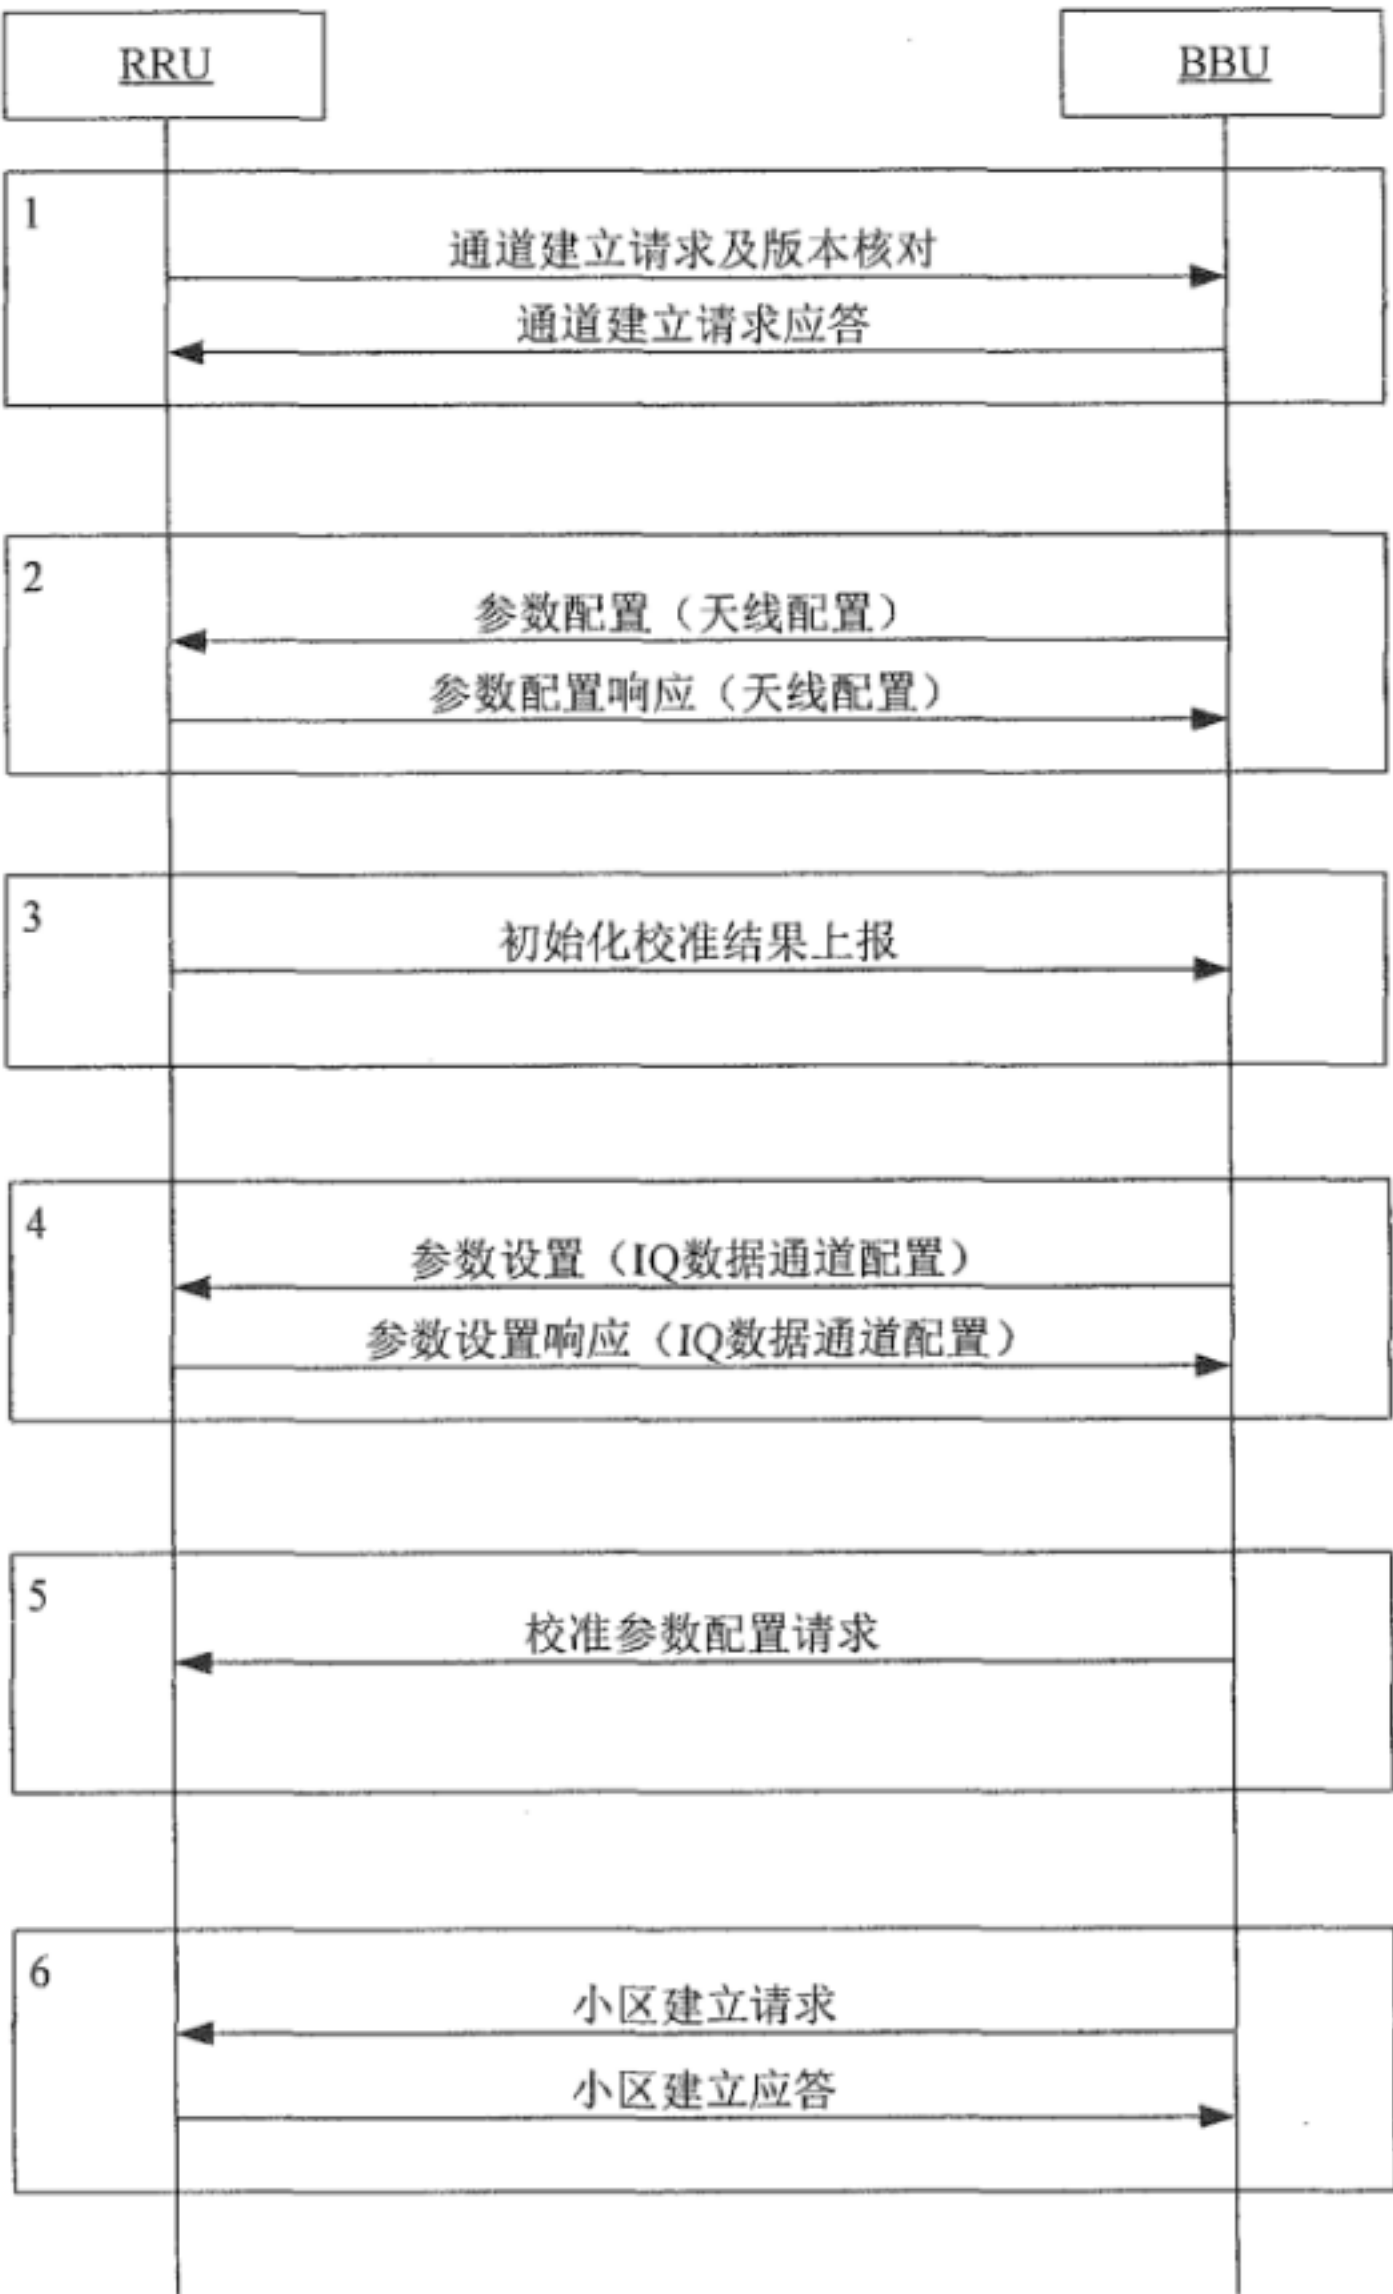 RRU
BBU
1
通道建立请求及版本核对
通道建立请求应答
2
参数配置（天线配置）
参数配置响应（天线配置）
3
初始化校准结果上报
4
参数设置（IQ数据通道配置）
参数设置响应（IQ数据通道配置）
5
校准参数配置请求
6
小区建立请求
小区建立应答